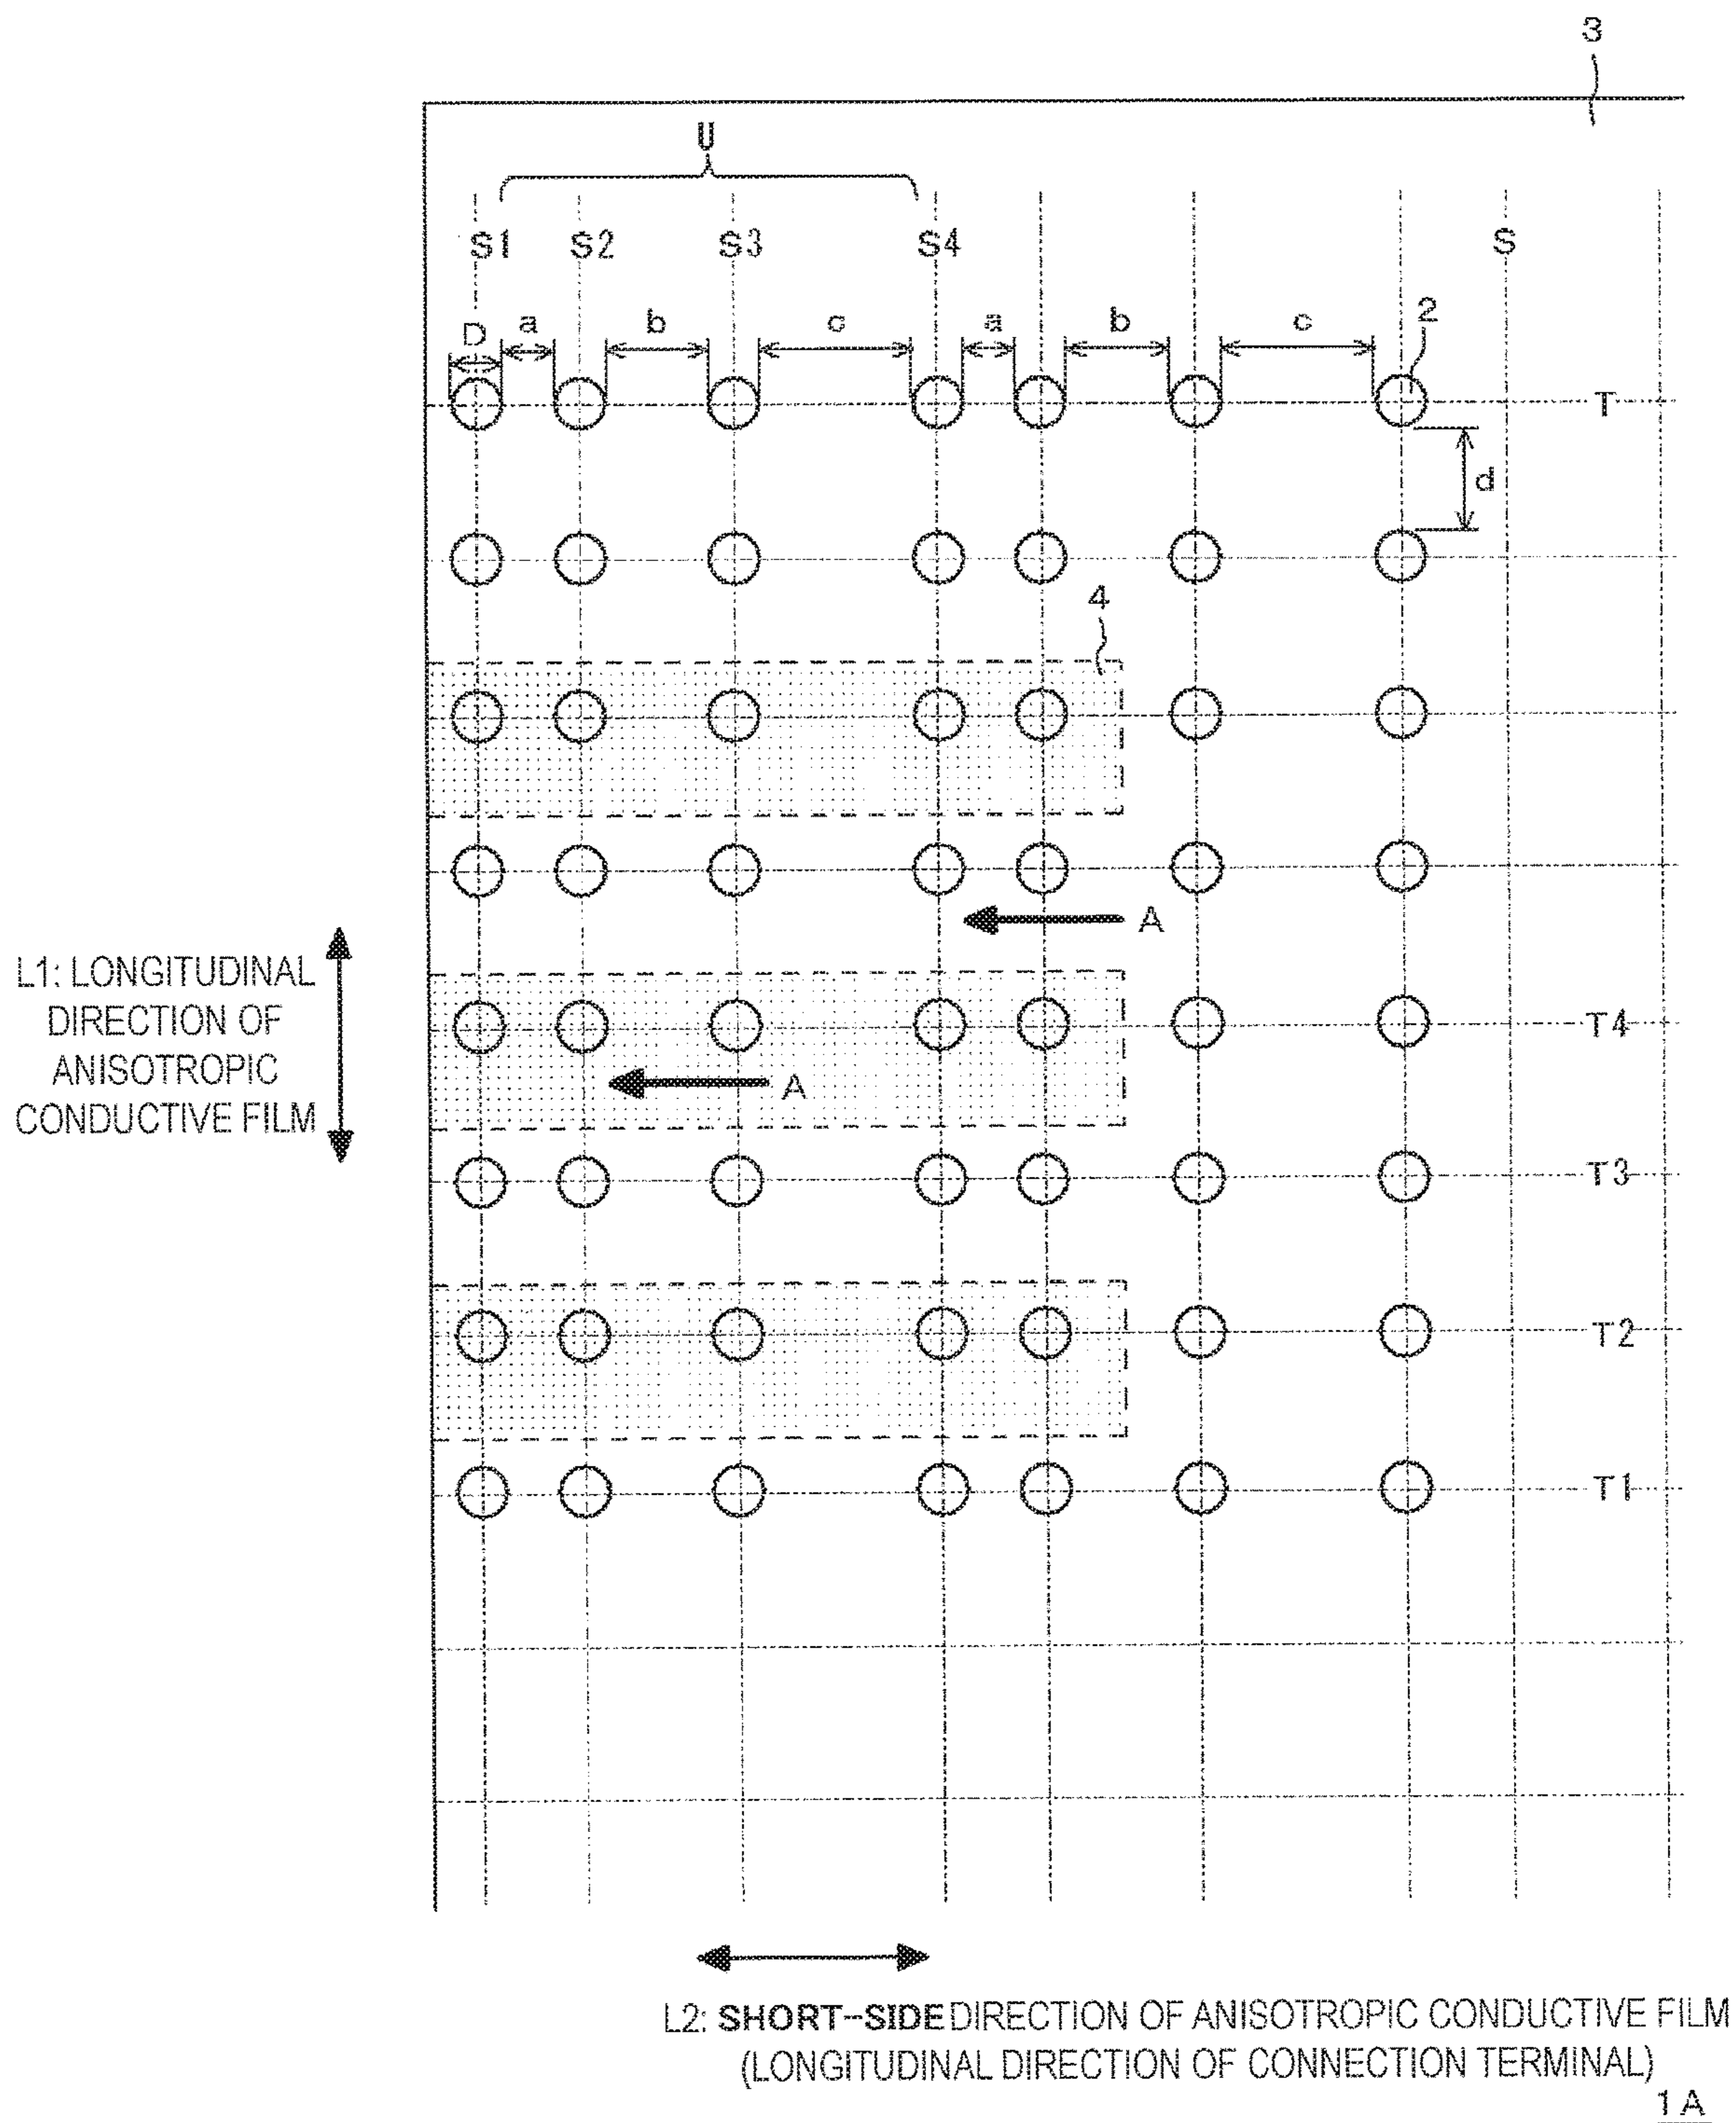 3
U
S1 S2 S3 S4 S
D a b c a b c 2
T
d
4
A
L1: LONGITUDINAL
DIRECTION OF
ANISOTROPIC
CONDUCTIVE FILM
T4
A
T3
T2
T1
L2: SHORT-SIDE DIRECTION OF ANISOTROPIC CONDUCTIVE FILM
(LONGITUDINAL DIRECTION OF CONNECTION TERMINAL)
1A